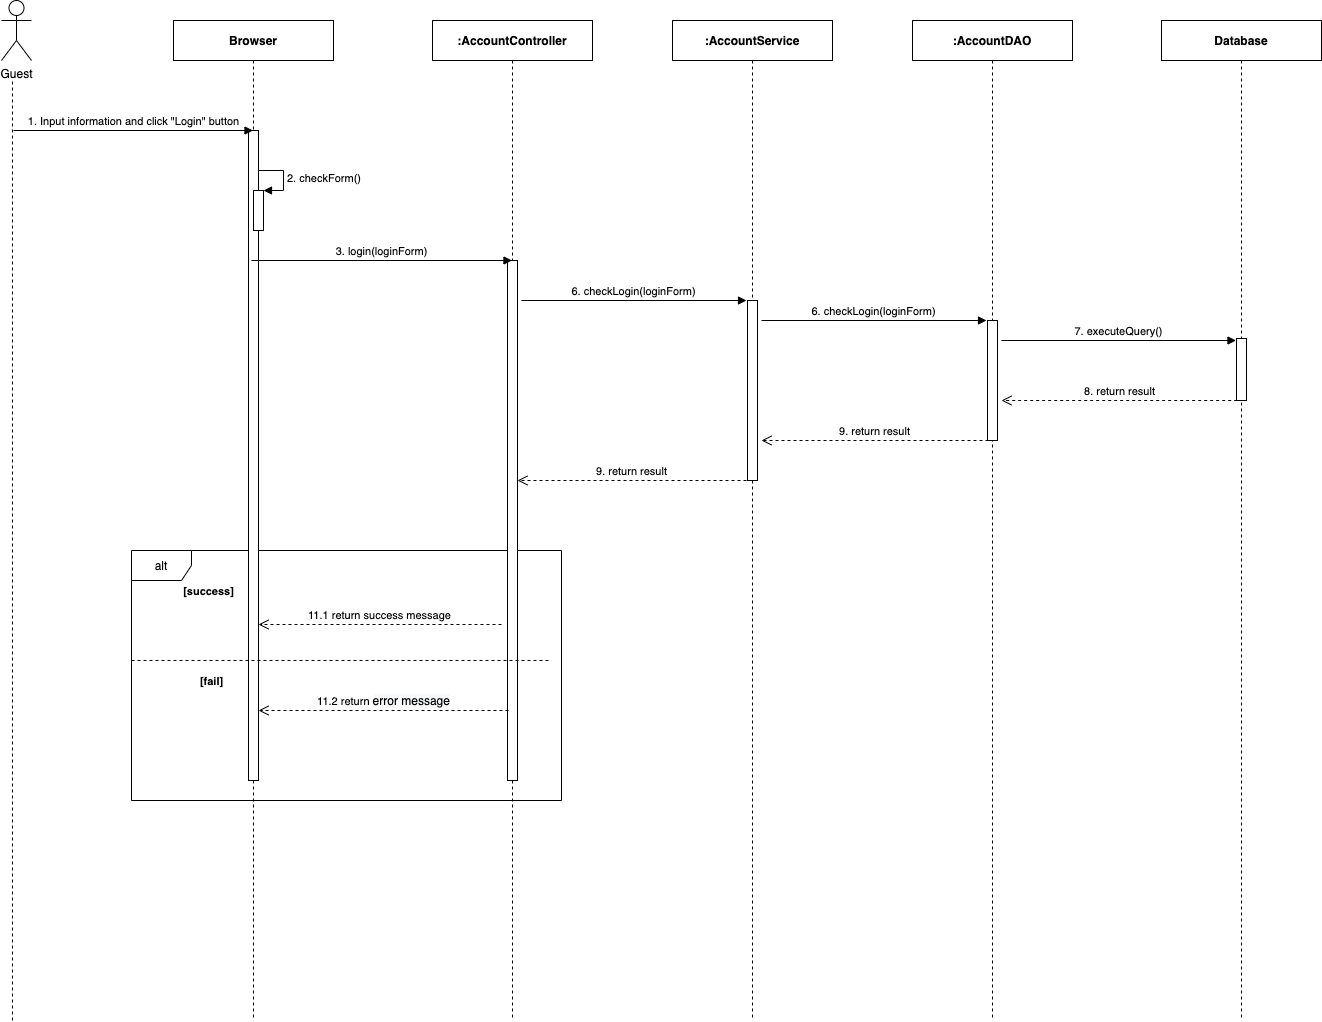 Guest
Browser
:AccountController
:AccountService
:AccountDAO
Database
1. Input information and click "Login" button
2. checkForm()
3. login(loginForm)
6. checkLogin(loginForm)
6. checkLogin(loginForm)
7. executeQuery()
8. return result
9. return result
9. return result
alt
[success]
11.1 return success message
[fail]
11.2 return error message